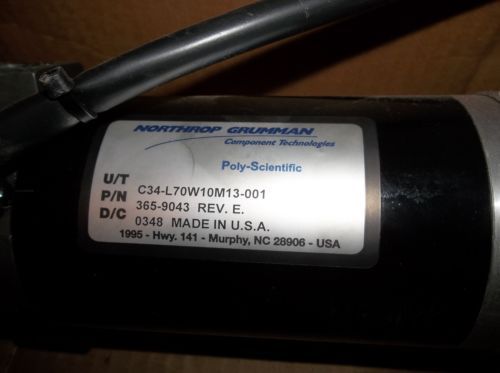 NORTHROP GRUMMAN
Component Technologies
Poly-Scientific
U/T C34-L70W10M13-001
P/N 365-9043 REV. E.
D/C 0348 MADE IN U.S.A.
1995 - Hwy. 141 - Murphy, NC 28906 - USA